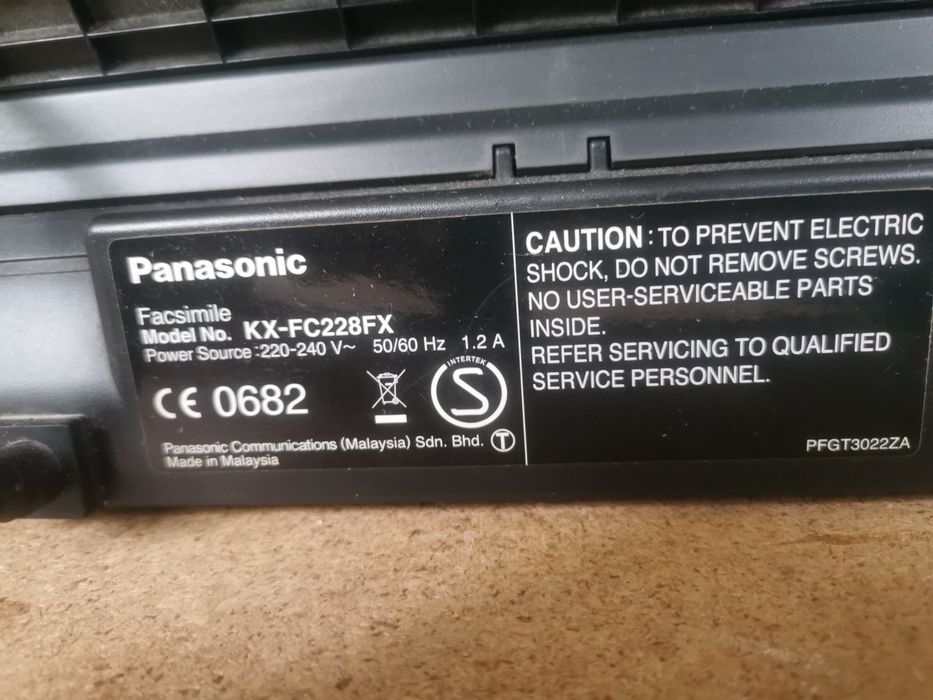 Panasonic
Facsimile
Model No. KX-FC228FX
Power Source :220-240 V~ 50/60 Hz 1.2 A
CE 0682
INTERTEK
S
Panasonic Communications (Malaysia) Sdn. Bhd. T
Made in Malaysia
CAUTION : TO PREVENT ELECTRIC
SHOCK, DO NOT REMOVE SCREWS.
NO USER-SERVICEABLE PARTS
INSIDE.
REFER SERVICING TO QUALIFIED
SERVICE PERSONNEL.
PFGT3022ZA